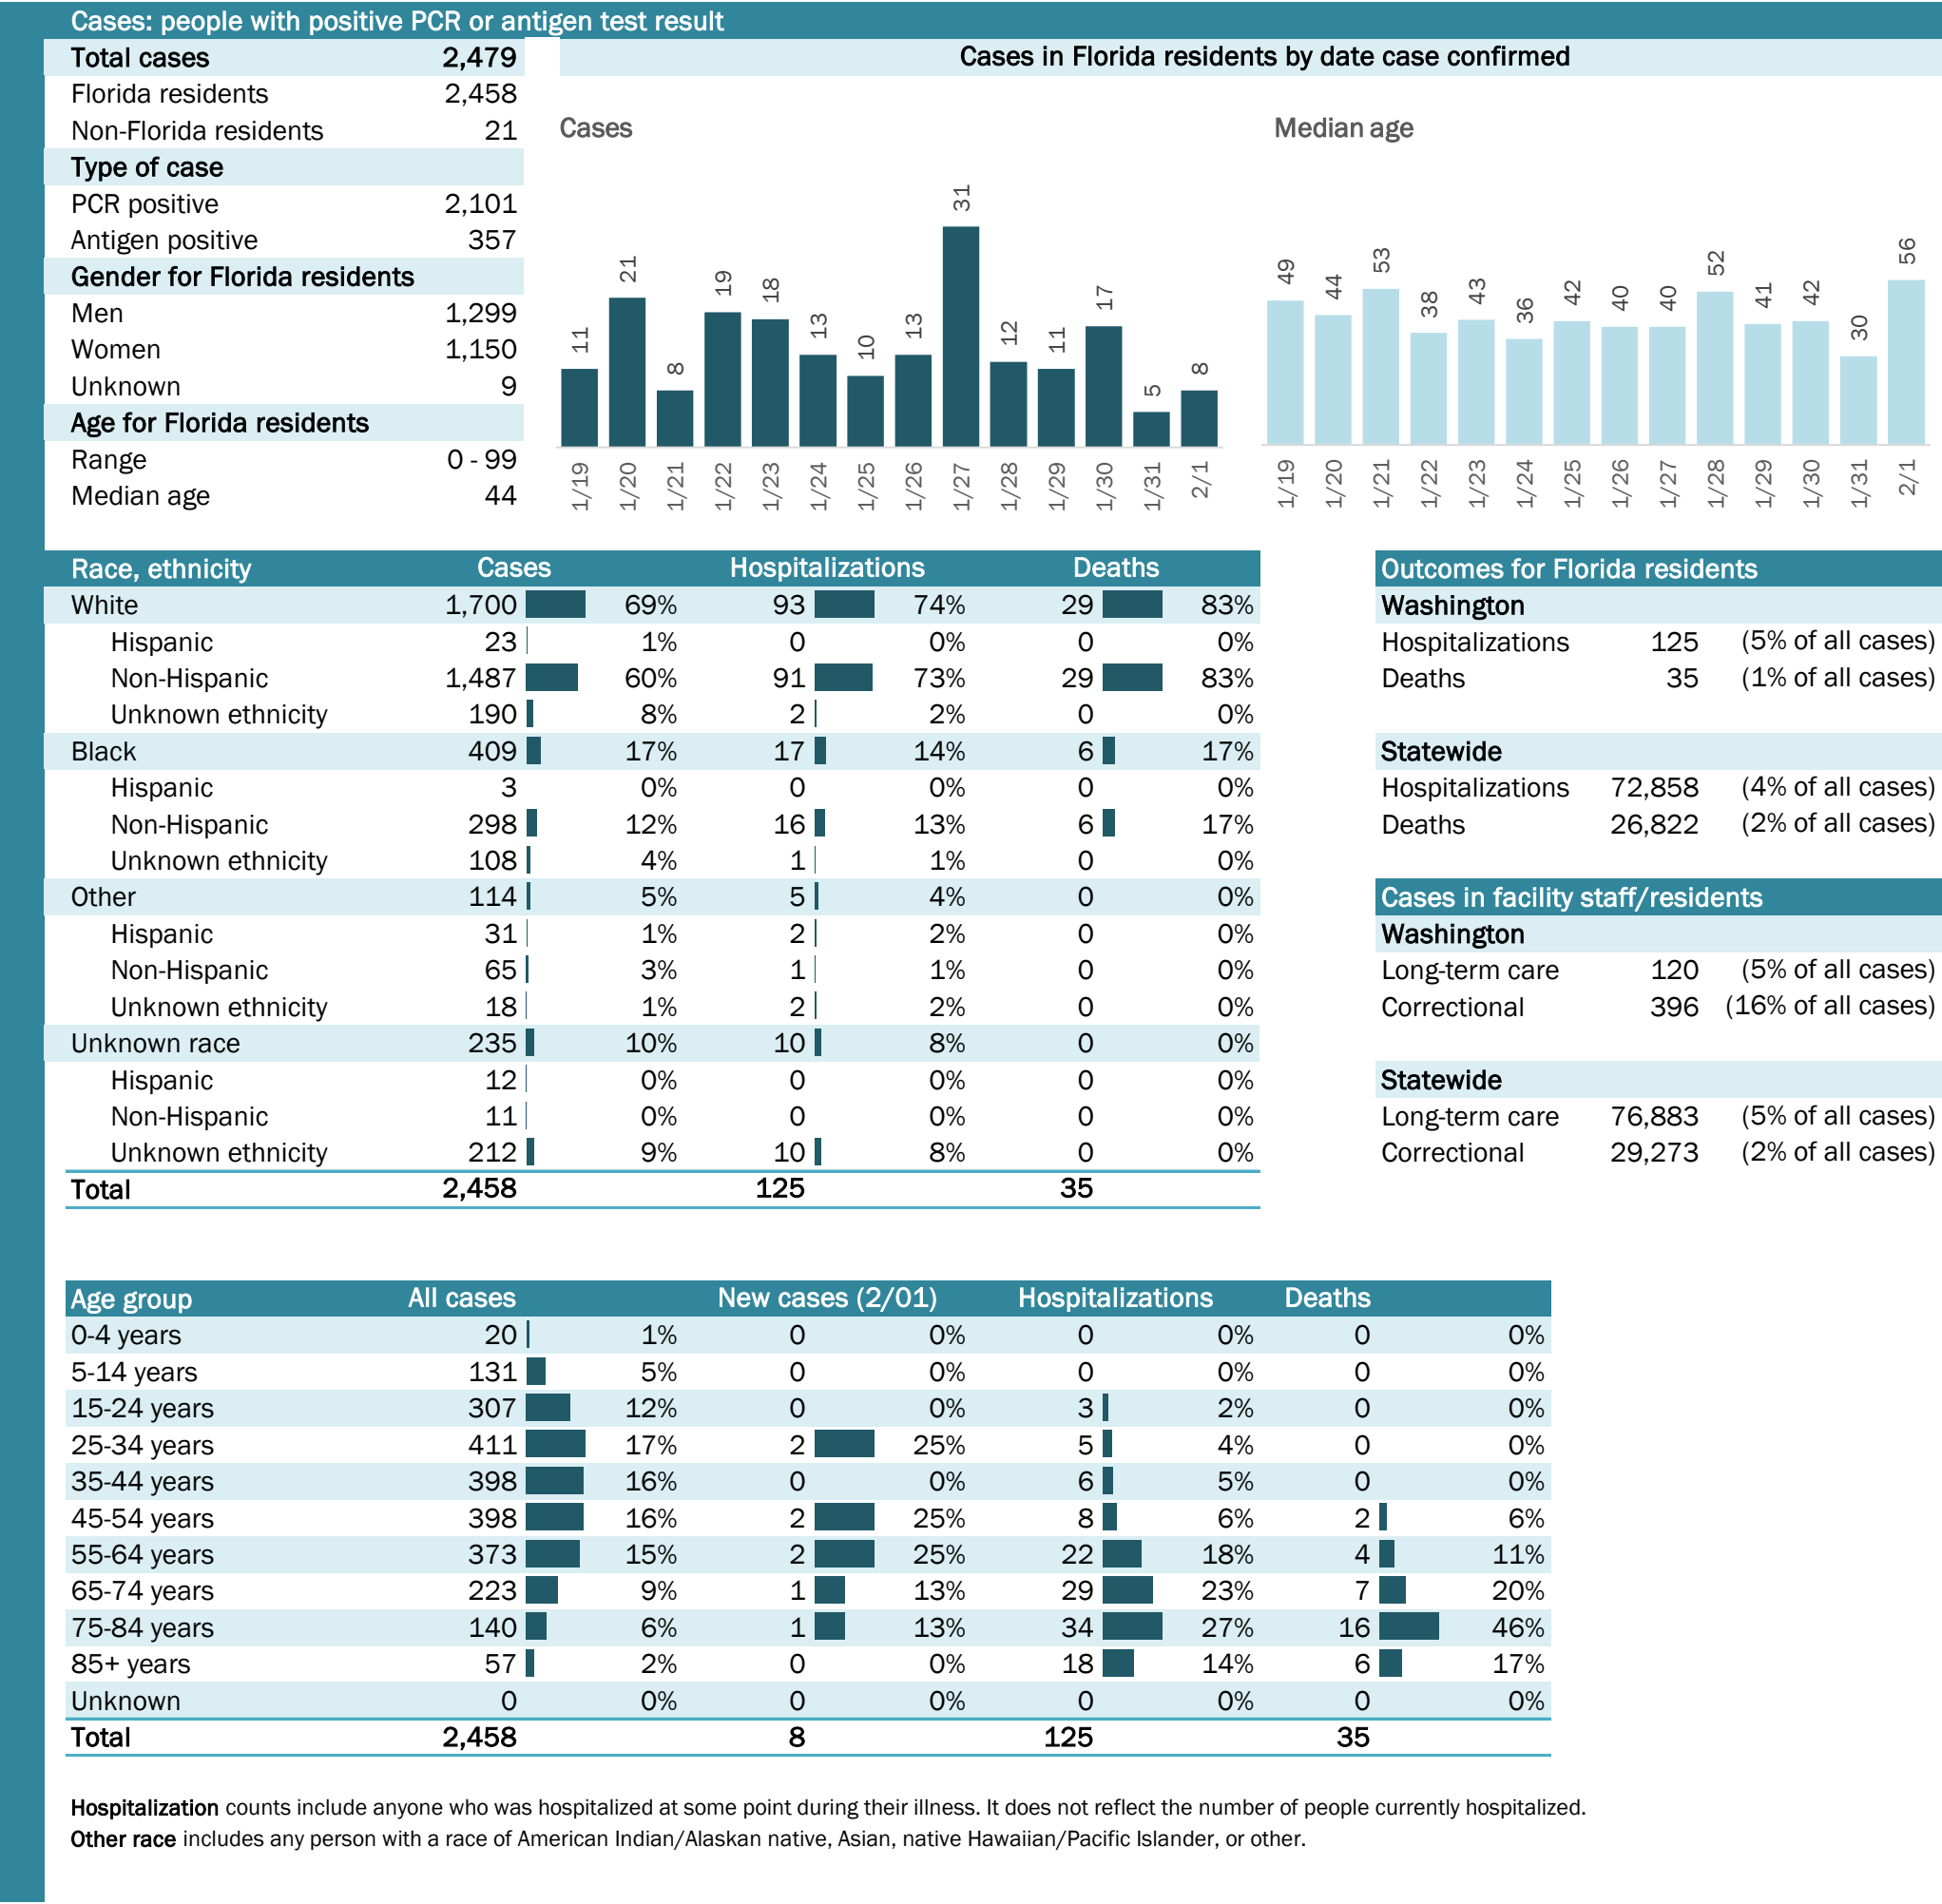 Cases: people with positive PCR or antigen test result
Total cases 2,479
Florida residents 2,458
Non-Florida residents 21
Type of case
PCR positive 2,101
Antigen positive 357
Gender for Florida residents
Men 1,299
Women 1,150
Unknown 9
Age for Florida residents
Range 0 - 99
Median age 44
Cases in Florida residents by date case confirmed
Cases
11 21 8 19 18 13 10 13 31 12 11 17 5 8
1/19 1/20 1/21 1/22 1/23 1/24 1/25 1/26 1/27 1/28 1/29 1/30 1/31 2/1
Median age
49 44 53 38 43 36 42 40 40 52 41 42 30 56
1/19 1/20 1/21 1/22 1/23 1/24 1/25 1/26 1/27 1/28 1/29 1/30 1/31 2/1
Race, ethnicity Cases Hospitalizations Deaths
White 1,700 69% 93 74% 29 83%
Hispanic 23 1% 0 0% 0 0%
Non-Hispanic 1,487 60% 91 73% 29 83%
Unknown ethnicity 190 8% 2 2% 0 0%
Black 409 17% 17 14% 6 17%
Hispanic 3 0% 0 0% 0 0%
Non-Hispanic 298 12% 16 13% 6 17%
Unknown ethnicity 108 4% 1 1% 0 0%
Other 114 5% 5 4% 0 0%
Hispanic 31 1% 2 2% 0 0%
Non-Hispanic 65 3% 1 1% 0 0%
Unknown ethnicity 18 1% 2 2% 0 0%
Unknown race 235 10% 10 8% 0 0%
Hispanic 12 0% 0 0% 0 0%
Non-Hispanic 11 0% 0 0% 0 0%
Unknown ethnicity 212 9% 10 8% 0 0%
Total 2,458 125 35
Outcomes for Florida residents
Washington
Hospitalizations 125 (5% of all cases)
Deaths 35 (1% of all cases)
Statewide
Hospitalizations 72,858 (4% of all cases)
Deaths 26,822 (2% of all cases)
Cases in facility staff/residents
Washington
Long-term care 120 (5% of all cases)
Correctional 396 (16% of all cases)
Statewide
Long-term care 76,883 (5% of all cases)
Correctional 29,273 (2% of all cases)
Age group All cases New cases (2/01) Hospitalizations Deaths
0-4 years 20 1% 0 0% 0 0% 0 0%
5-14 years 131 5% 0 0% 0 0% 0 0%
15-24 years 307 12% 0 0% 3 2% 0 0%
25-34 years 411 17% 2 25% 5 4% 0 0%
35-44 years 398 16% 0 0% 6 5% 0 0%
45-54 years 398 16% 2 25% 8 6% 2 6%
55-64 years 373 15% 2 25% 22 18% 4 11%
65-74 years 223 9% 1 13% 29 23% 7 20%
75-84 years 140 6% 1 13% 34 27% 16 46%
85+ years 57 2% 0 0% 18 14% 6 17%
Unknown 0 0% 0 0% 0 0% 0 0%
Total 2,458 8 125 35
Hospitalization counts include anyone who was hospitalized at some point during their illness. It does not reflect the number of people currently hospitalized.
Other race includes any person with a race of American Indian/Alaskan native, Asian, native Hawaiian/Pacific Islander, or other.